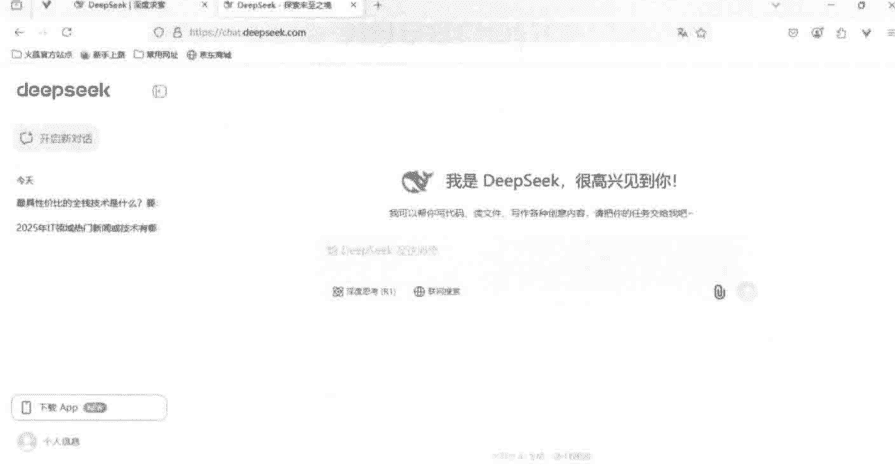 DeepSeek | 深度求索
DeepSeek - 探索未至之境
https://chat.deepseek.com
火狐官方站点 新手上路 常用网址 京东商城
deepseek
开启新对话
今天
最具性价比的全栈技术是什么？要
2025年IT领域热门新闻或技术有哪
我是 DeepSeek，很高兴见到你！
我可以帮你写代码、读文件、写作各种创意内容，请把你的任务交给我吧~
给 DeepSeek 发送消息
深度思考 (R1) 联网搜索
下载 App NEW
个人信息